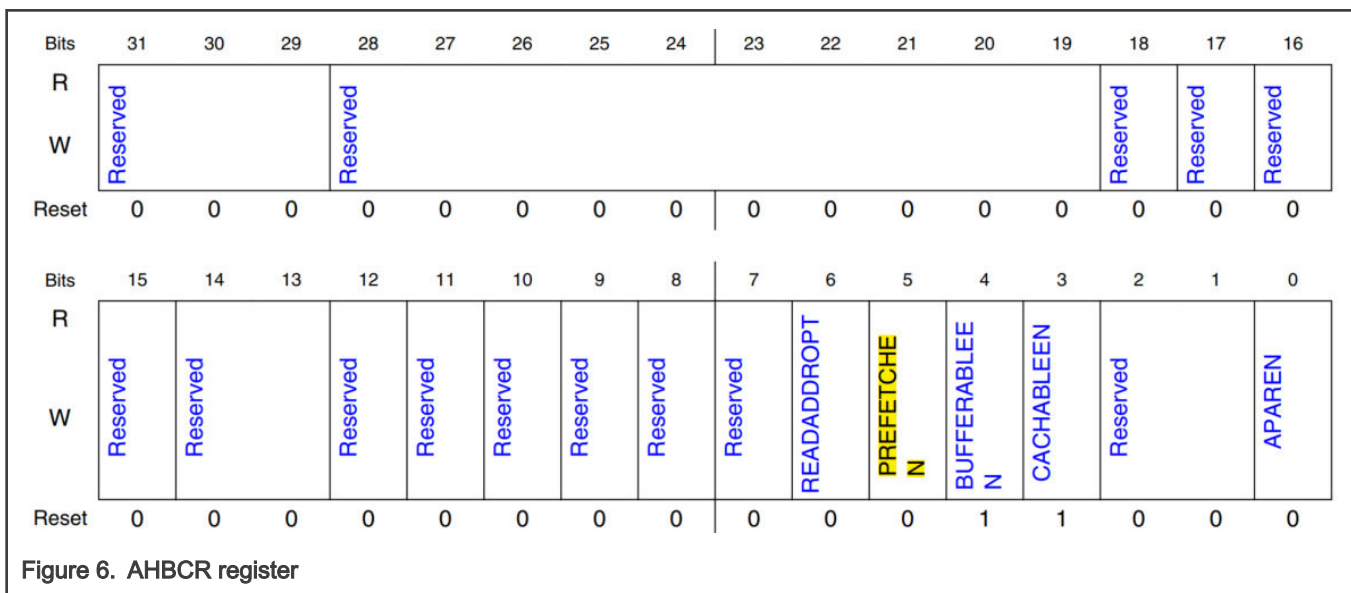 Bits 31 30 29 28 27 26 25 24 23 22 21 20 19 18 17 16
R
W
Reserved
Reserved
Reserved
Reserved
Reserved
Reset 0 0 0 0 0 0 0 0 0 0 0 0 0 0 0 0
Bits 15 14 13 12 11 10 9 8 7 6 5 4 3 2 1 0
R
W
Reserved
Reserved
Reserved
Reserved
Reserved
Reserved
Reserved
Reserved
READADDROPT
PREFETCHE
N
BUFFERABLEE
N
CACHABLEEN
Reserved
APAREN
Reset 0 0 0 0 0 0 0 0 0 0 0 1 1 0 0 0
Figure 6. AHBCR register